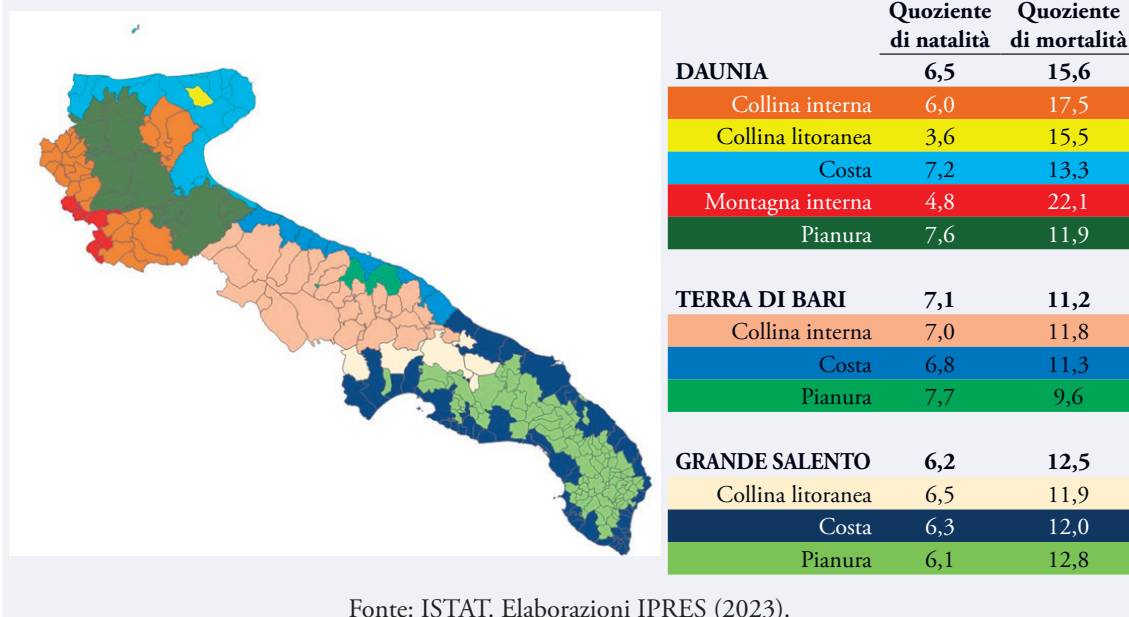 Quoziente di natalità Quoziente di mortalità
DAUNIA 6,5 15,6
Collina interna 6,0 17,5
Collina litoranea 3,6 15,5
Costa 7,2 13,3
Montagna interna 4,8 22,1
Pianura 7,6 11,9
TERRA DI BARI 7,1 11,2
Collina interna 7,0 11,8
Costa 6,8 11,3
Pianura 7,7 9,6
GRANDE SALENTO 6,2 12,5
Collina litoranea 6,5 11,9
Costa 6,3 12,0
Pianura 6,1 12,8
Fonte: ISTAT. Elaborazioni IPRES (2023).